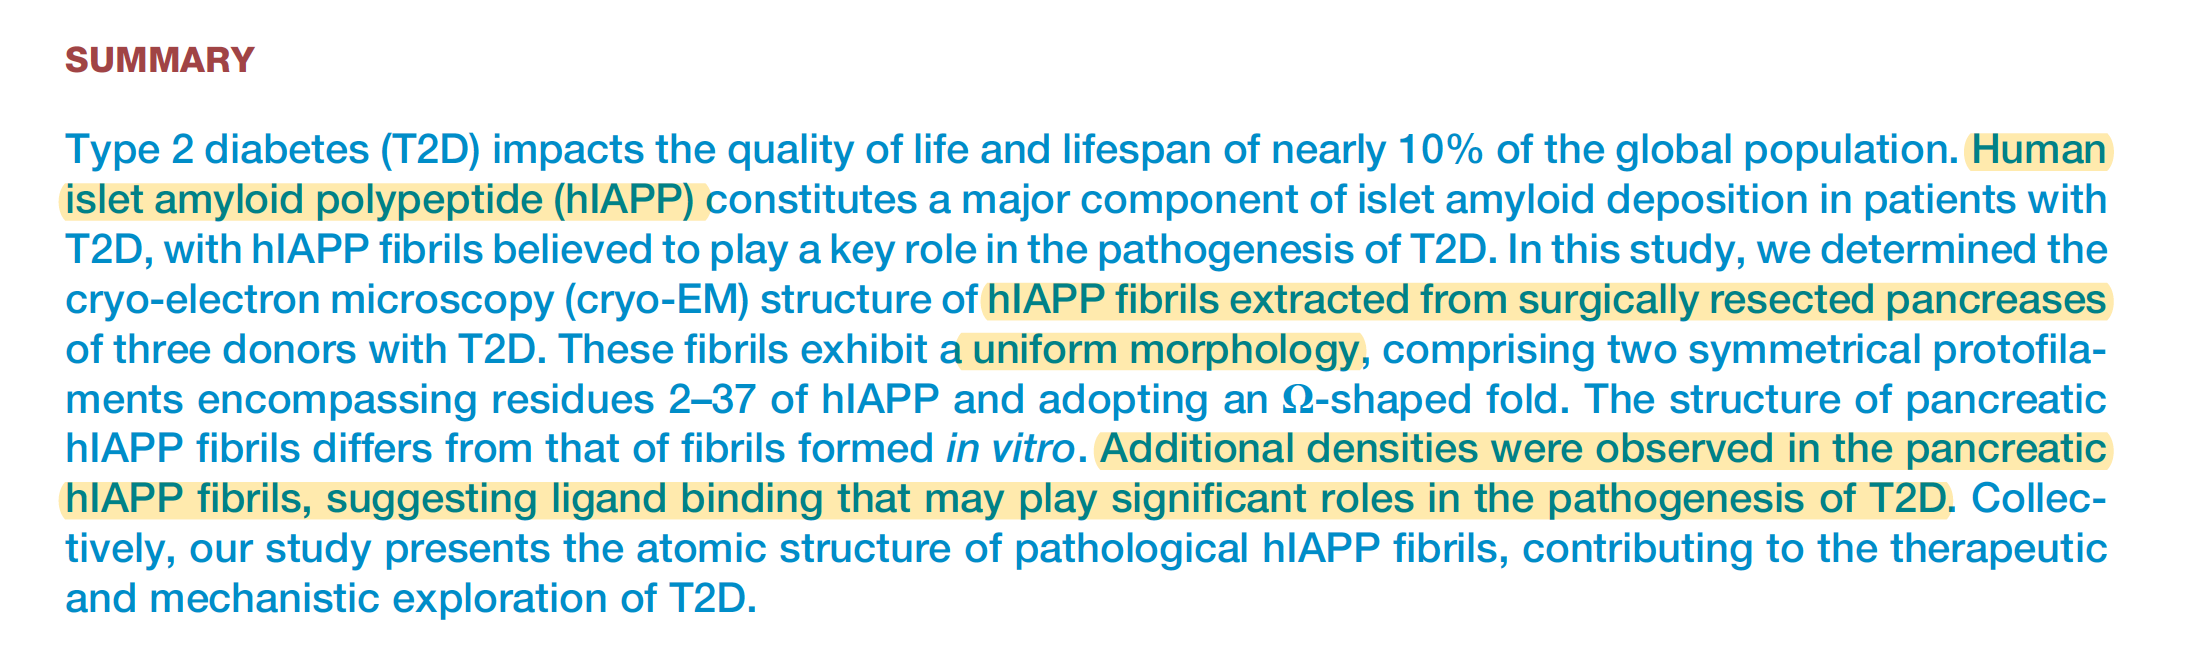 SUMMARY
Type 2 diabetes (T2D) impacts the quality of life and lifespan of nearly 10% of the global population. Human
islet amyloid polypeptide (hIAPP) constitutes a major component of islet amyloid deposition in patients with
T2D, with hIAPP fibrils believed to play a key role in the pathogenesis of T2D. In this study, we determined the
cryo-electron microscopy (cryo-EM) structure of hIAPP fibrils extracted from surgically resected pancreases
of three donors with T2D. These fibrils exhibit a uniform morphology, comprising two symmetrical protofila-
ments encompassing residues 2–37 of hIAPP and adopting an Ω-shaped fold. The structure of pancreatic
hIAPP fibrils differs from that of fibrils formed in vitro. Additional densities were observed in the pancreatic
hIAPP fibrils, suggesting ligand binding that may play significant roles in the pathogenesis of T2D. Collec-
tively, our study presents the atomic structure of pathological hIAPP fibrils, contributing to the therapeutic
and mechanistic exploration of T2D.